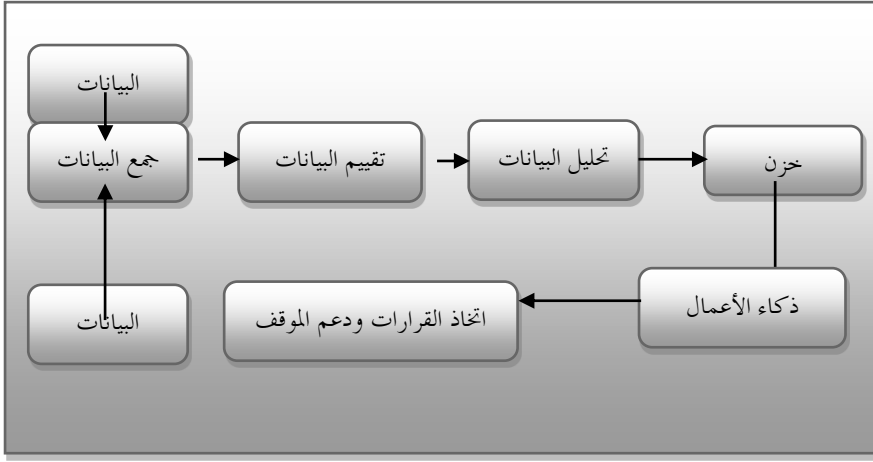 البيانات
جمع البيانات
تقييم البيانات
تحليل البيانات
خزن
البيانات
اتخاذ القرارات ودعم الموقف
ذكاء الأعمال